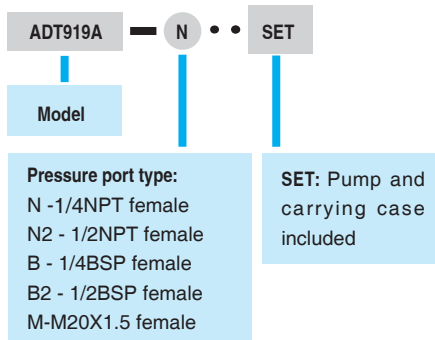 ADT919A — N • • SET
Model
Pressure port type:
N -1/4NPT female
N2 - 1/2NPT female
B - 1/4BSP female
B2 - 1/2BSP female
M-M20X1.5 female
SET: Pump and
carrying case
included